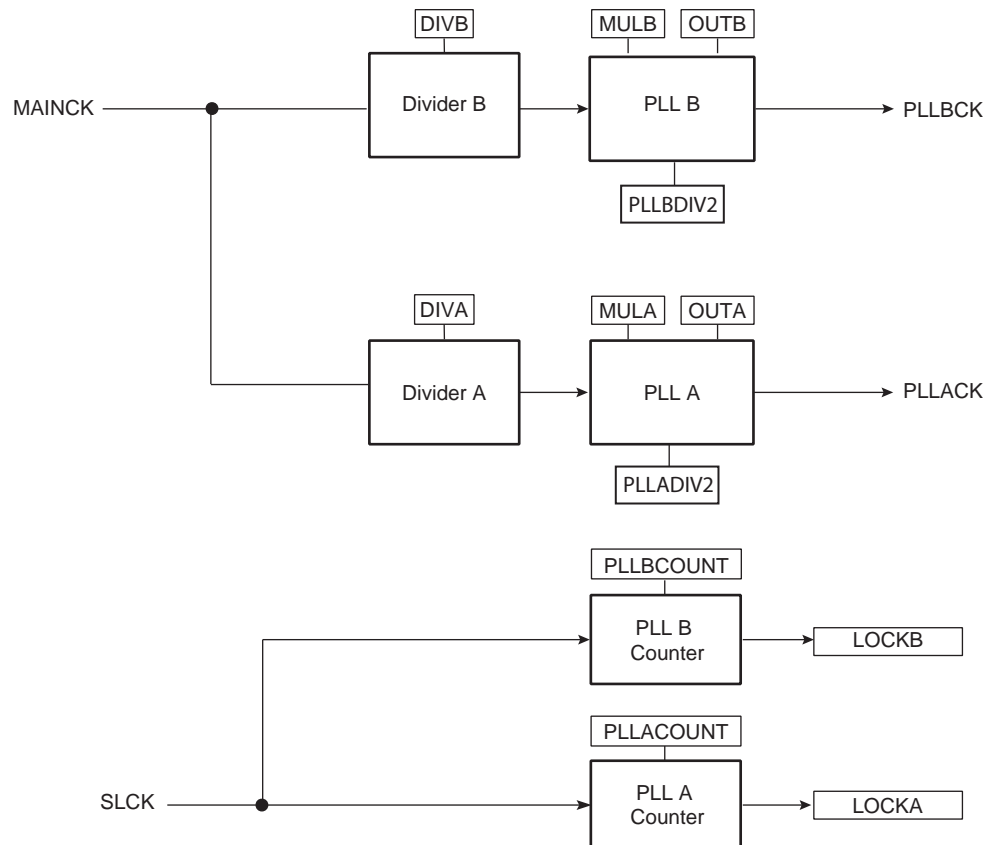 DIVB
MULB
OUTB
MAINCK
Divider B
PLL B
PLLBCK
PLLBDIV2
DIVA
MULA
OUTA
Divider A
PLL A
PLLACK
PLLADIV2
PLLBCOUNT
PLL B
Counter
LOCKB
PLLACOUNT
SLCK
PLL A
Counter
LOCKA